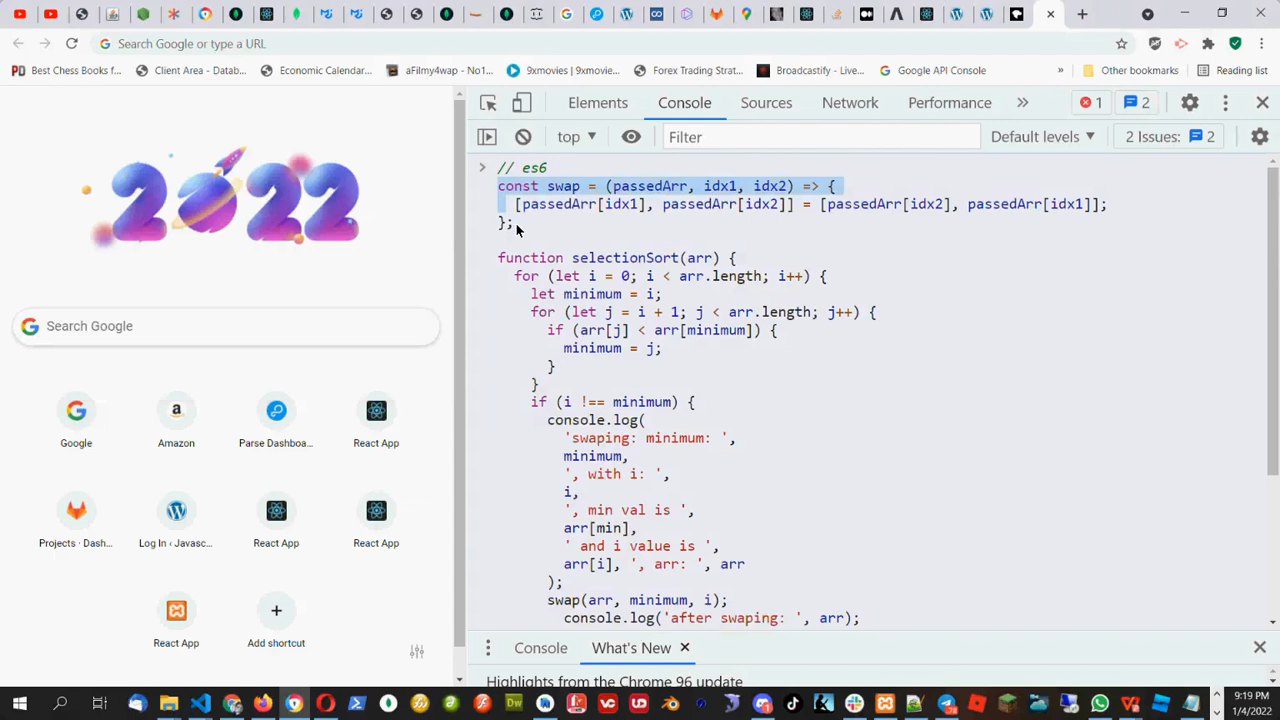 Search Google or type a URL
Best Chess Books f...
Client Area - Datab...
Economic Calendar...
aFilmy4wap - No1...
9xmovies | 9xmovie...
Forex Trading Strat...
Broadcastify - Live...
Google API Console
»
Other bookmarks
Reading list
Elements
Console
Sources
Network
Performance
»
1
2
top
Filter
Default levels
2 Issues:
2
// es6
const swap = (passedArr, idx1, idx2) => {
[passedArr[idx1], passedArr[idx2]] = [passedArr[idx2], passedArr[idx1]];
};
function selectionSort(arr) {
for (let i = 0; i < arr.length; i++) {
let minimum = i;
for (let j = i + 1; j < arr.length; j++) {
if (arr[j] < arr[minimum]) {
minimum = j;
}
}
if (i !== minimum) {
console.log(
'swaping: minimum: ',
minimum,
', with i: ',
i,
', min val is ',
arr[min],
' and i value is ',
arr[i], ', arr: ', arr
);
swap(arr, minimum, i);
console.log('after swaping: ', arr);
2022
Search Google
Google
Amazon
Parse Dashboa...
React App
Projects · Dash...
Log In ‹ Javasc...
React App
React App
React App
Add shortcut
Console
What's New
Highlights from the Chrome 96 update
9:19 PM
1/4/2022